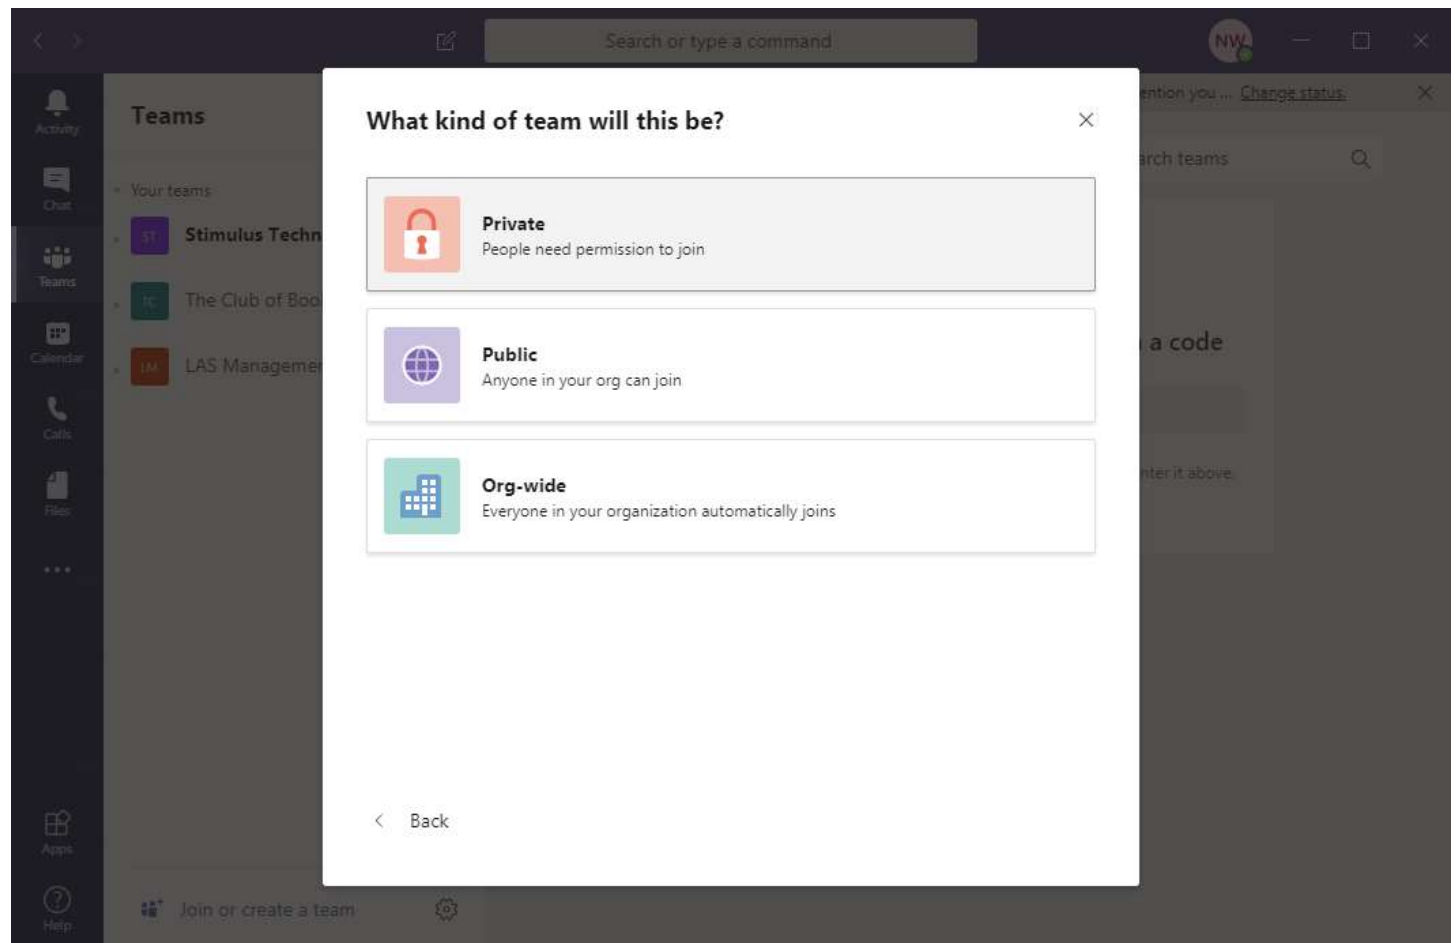 Search or type a command
NW
ention you ... Change status.
Activity
Teams
What kind of team will this be?
arch teams
Chat
Your teams
Private
People need permission to join
ST
Stimulus Techn
Teams
TC
The Club of Boo
Calendar
Public
Anyone in your org can join
a code
LM
LAS Managemen
Calls
nter it above.
Files
Org-wide
Everyone in your organization automatically joins
Back
Apps
Join or create a team
Help